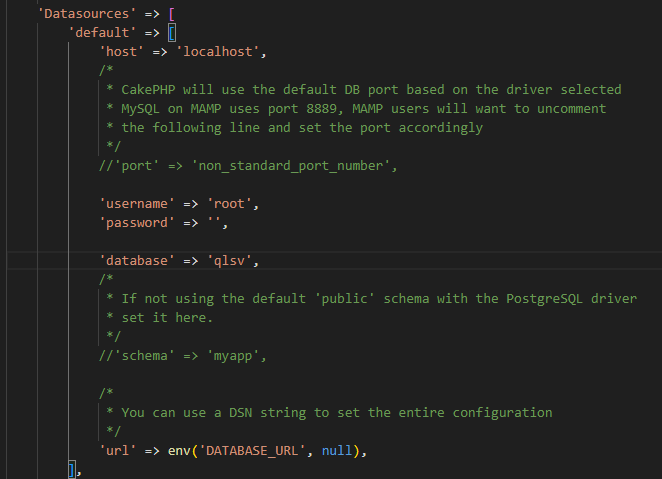 'Datasources' => [
'default' => [
'host' => 'localhost',
/*
* CakePHP will use the default DB port based on the driver selected
* MySQL on MAMP uses port 8889, MAMP users will want to uncomment
* the following line and set the port accordingly
*/
//'port' => 'non_standard_port_number',
'username' => 'root',
'password' => '',
'database' => 'qlsv',
/*
* If not using the default 'public' schema with the PostgreSQL driver
* set it here.
*/
//'schema' => 'myapp',
/*
* You can use a DSN string to set the entire configuration
*/
'url' => env('DATABASE_URL', null),
],